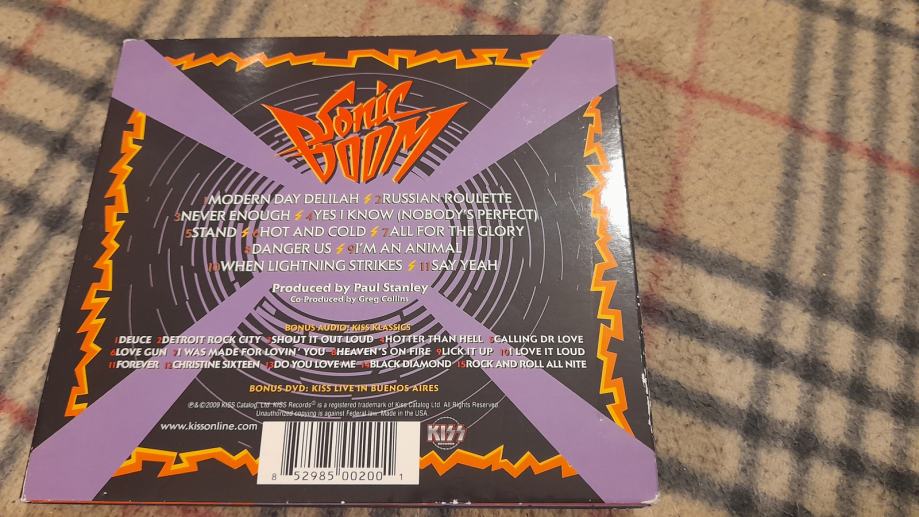 Sonic
BOOM
1 MODERN DAY DELILAH 2 RUSSIAN ROULETTE
3 NEVER ENOUGH 4 YES I KNOW (NOBODY'S PERFECT)
5 STAND 6 HOT AND COLD 7 ALL FOR THE GLORY
8 DANGER US 9 I'M AN ANIMAL
10 WHEN LIGHTNING STRIKES 11 SAY YEAH
Produced by Paul Stanley
Co-Produced by Greg Collins
BONUS AUDIO: KISS KLASSICS
1 DEUCE 2 DETROIT ROCK CITY 3 SHOUT IT OUT LOUD 4 HOTTER THAN HELL 5 CALLING DR LOVE
6 LOVE GUN 7 I WAS MADE FOR LOVIN' YOU 8 HEAVEN'S ON FIRE 9 LICK IT UP 10 I LOVE IT LOUD
11 FOREVER 12 CHRISTINE SIXTEEN 13 DO YOU LOVE ME 14 BLACK DIAMOND 15 ROCK AND ROLL ALL NITE
BONUS DVD: KISS LIVE IN BUENOS AIRES
℗&©2009 KISS Catalog, Ltd. KISS Records® is a registered trademark of Kiss Catalog Ltd. All Rights Reserved.
Unauthorized copying is against Federal law. Made in the USA.
www.kissonline.com
KISS
RECORDS
8 52985 00200 1